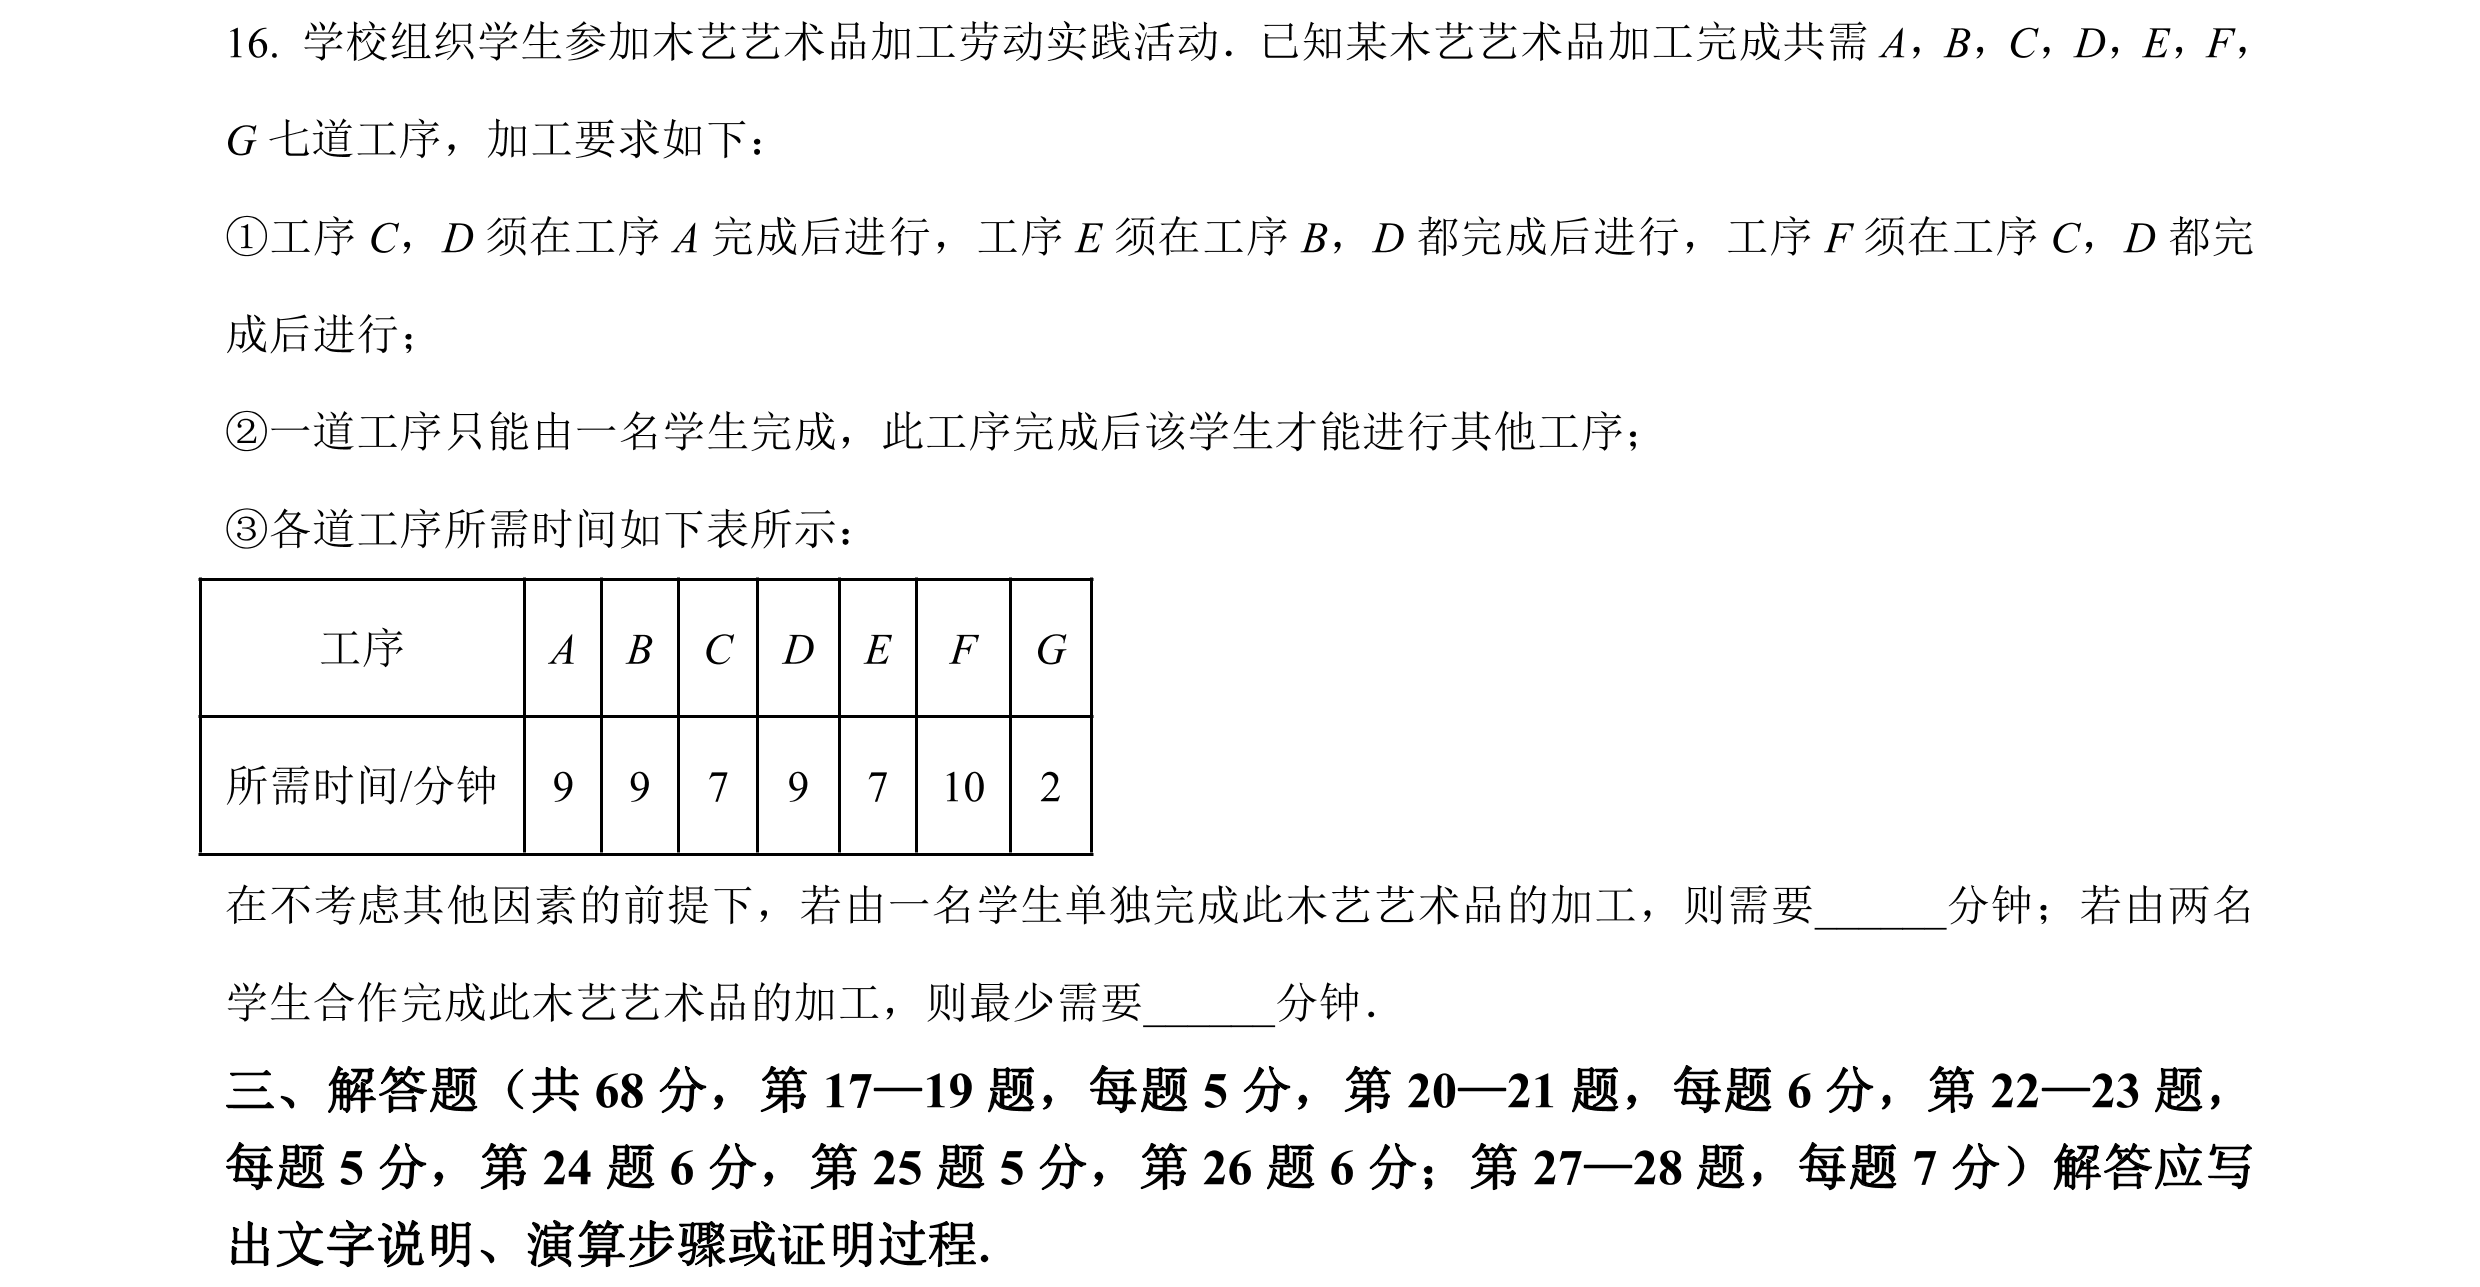 16. 学校组织学生参加木艺艺术品加工劳动实践活动．已知某木艺艺术品加工完成共需 A，B，C，D，E，F，
G 七道工序，加工要求如下：
①工序 C，D 须在工序 A 完成后进行，工序 E 须在工序 B，D 都完成后进行，工序 F 须在工序 C，D 都完
成后进行；
②一道工序只能由一名学生完成，此工序完成后该学生才能进行其他工序；
③各道工序所需时间如下表所示：
工序 A B C D E F G
所需时间/分钟 9 9 7 9 7 10 2
在不考虑其他因素的前提下，若由一名学生单独完成此木艺艺术品的加工，则需要______分钟；若由两名
学生合作完成此木艺艺术品的加工，则最少需要______分钟．
三、解答题（共 68 分，第 17—19 题，每题 5 分，第 20—21 题，每题 6 分，第 22—23 题，
每题 5 分，第 24 题 6 分，第 25 题 5 分，第 26 题 6 分；第 27—28 题，每题 7 分）解答应写
出文字说明、演算步骤或证明过程.